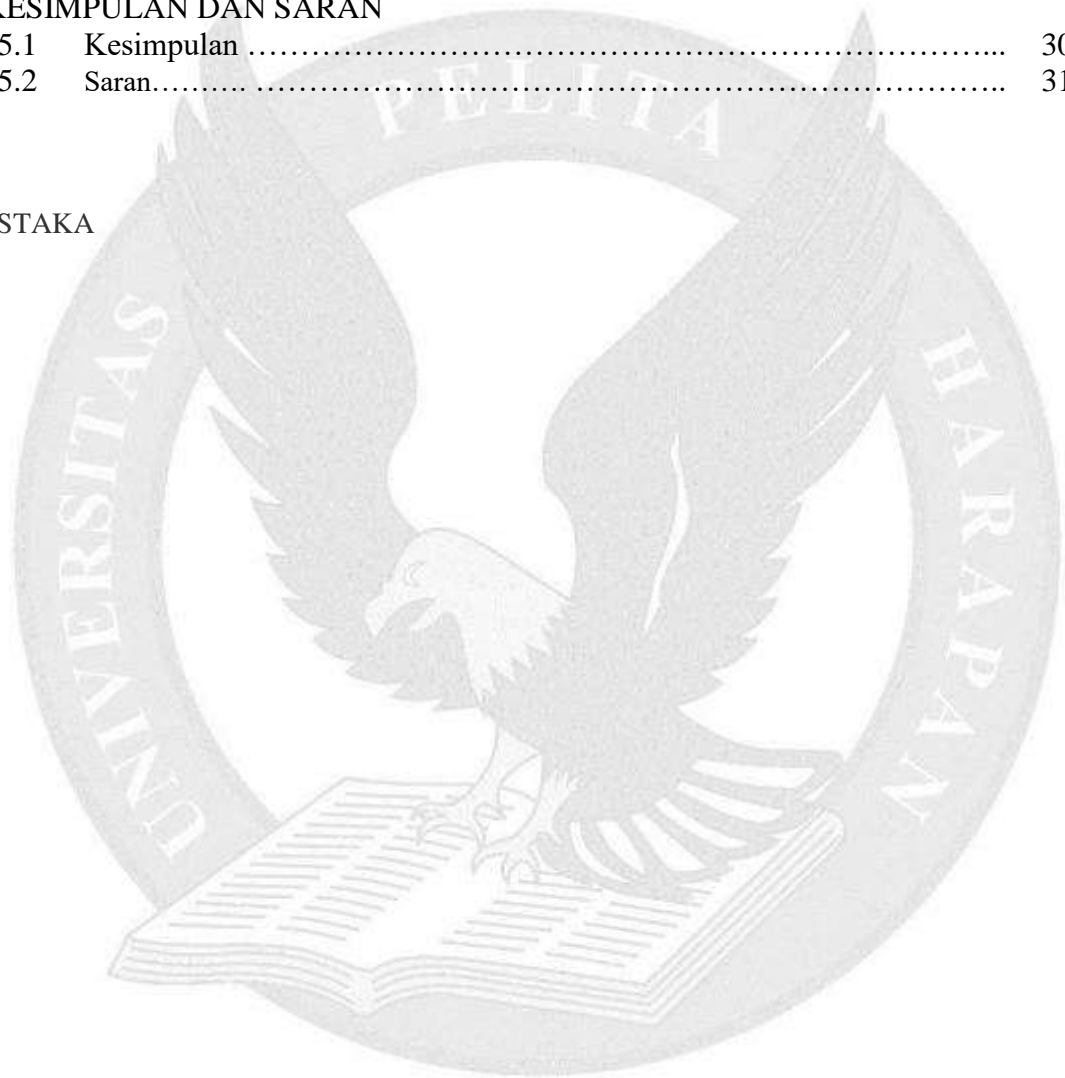 KESIMPULAN DAN SARAN
5.1 Kesimpulan ……………………………………………………………... 30
5.2 Saran………. …………………………………………………………….. 31
STAKA
UNIVERSITAS PELITA HARAPAN